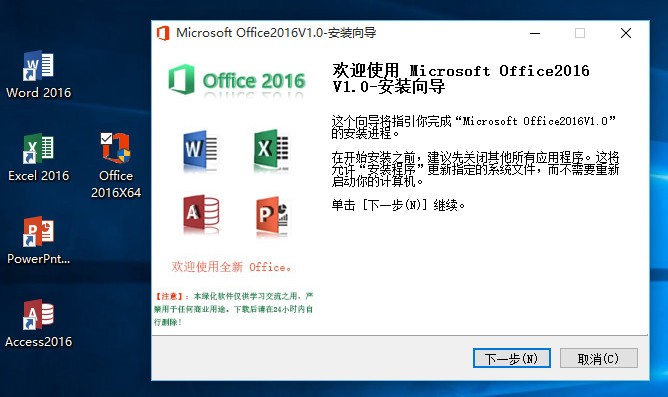 Microsoft Office2016V1.0-安装向导
Word 2016
Excel 2016
Office
2016X64
PowerPnt...
Access2016
Office 2016
欢迎使用全新 Office。
【注意】：本绿化软件仅供学习交流之用。严
禁用于任何商业用途。下载后请在24小时内自
行删除！
欢迎使用 Microsoft Office2016
V1.0-安装向导
这个向导将指引你完成“Microsoft Office2016V1.0”
的安装进程。
在开始安装之前，建议先关闭其他所有应用程序。这将
允许“安装程序”更新指定的系统文件，而不需要重新
启动你的计算机。
单击 [下一步(N)] 继续。
下一步(N)
取消(C)